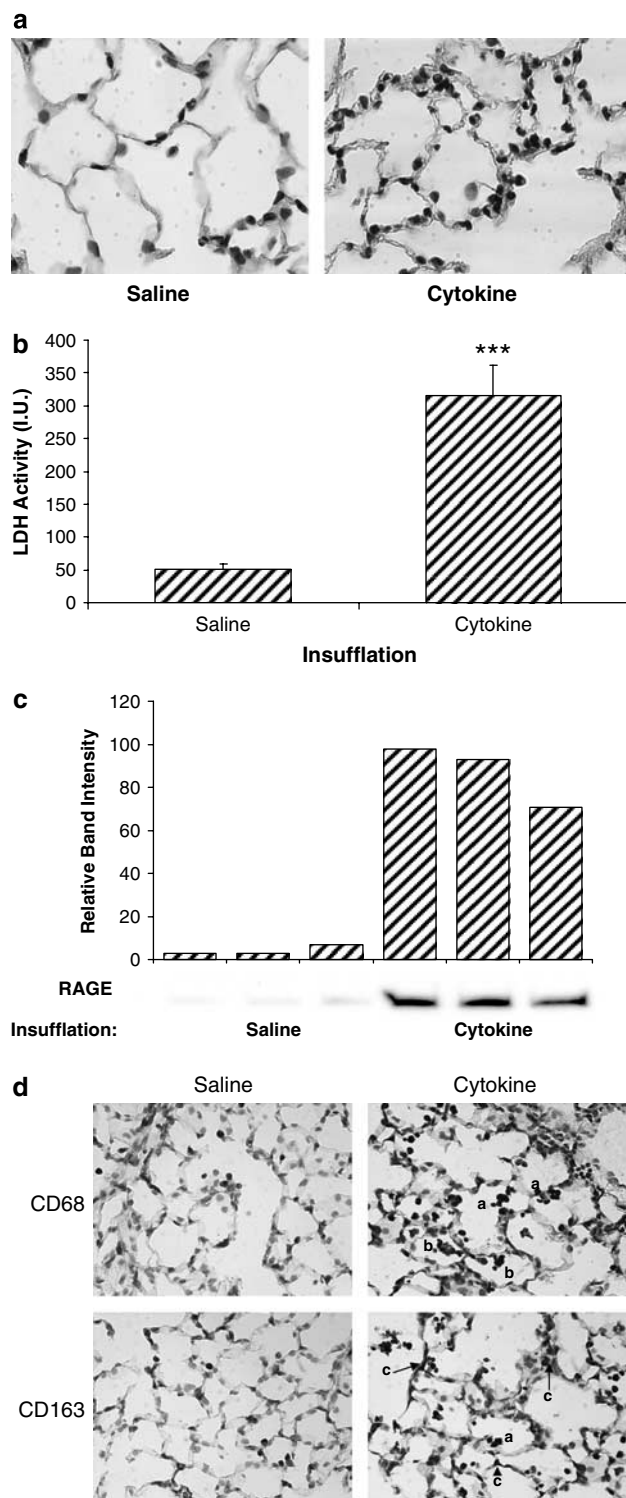 a
Saline Cytokine
b
LDH Activity (I.U.)
400
350
300
250
200
150
100
50
0
***
Saline Cytokine
Insufflation
c
Relative Band Intensity
120
100
80
60
40
20
0
RAGE
Insufflation: Saline Cytokine
d
Saline Cytokine
CD68
a
a
b
b
CD163
c
c
a
c